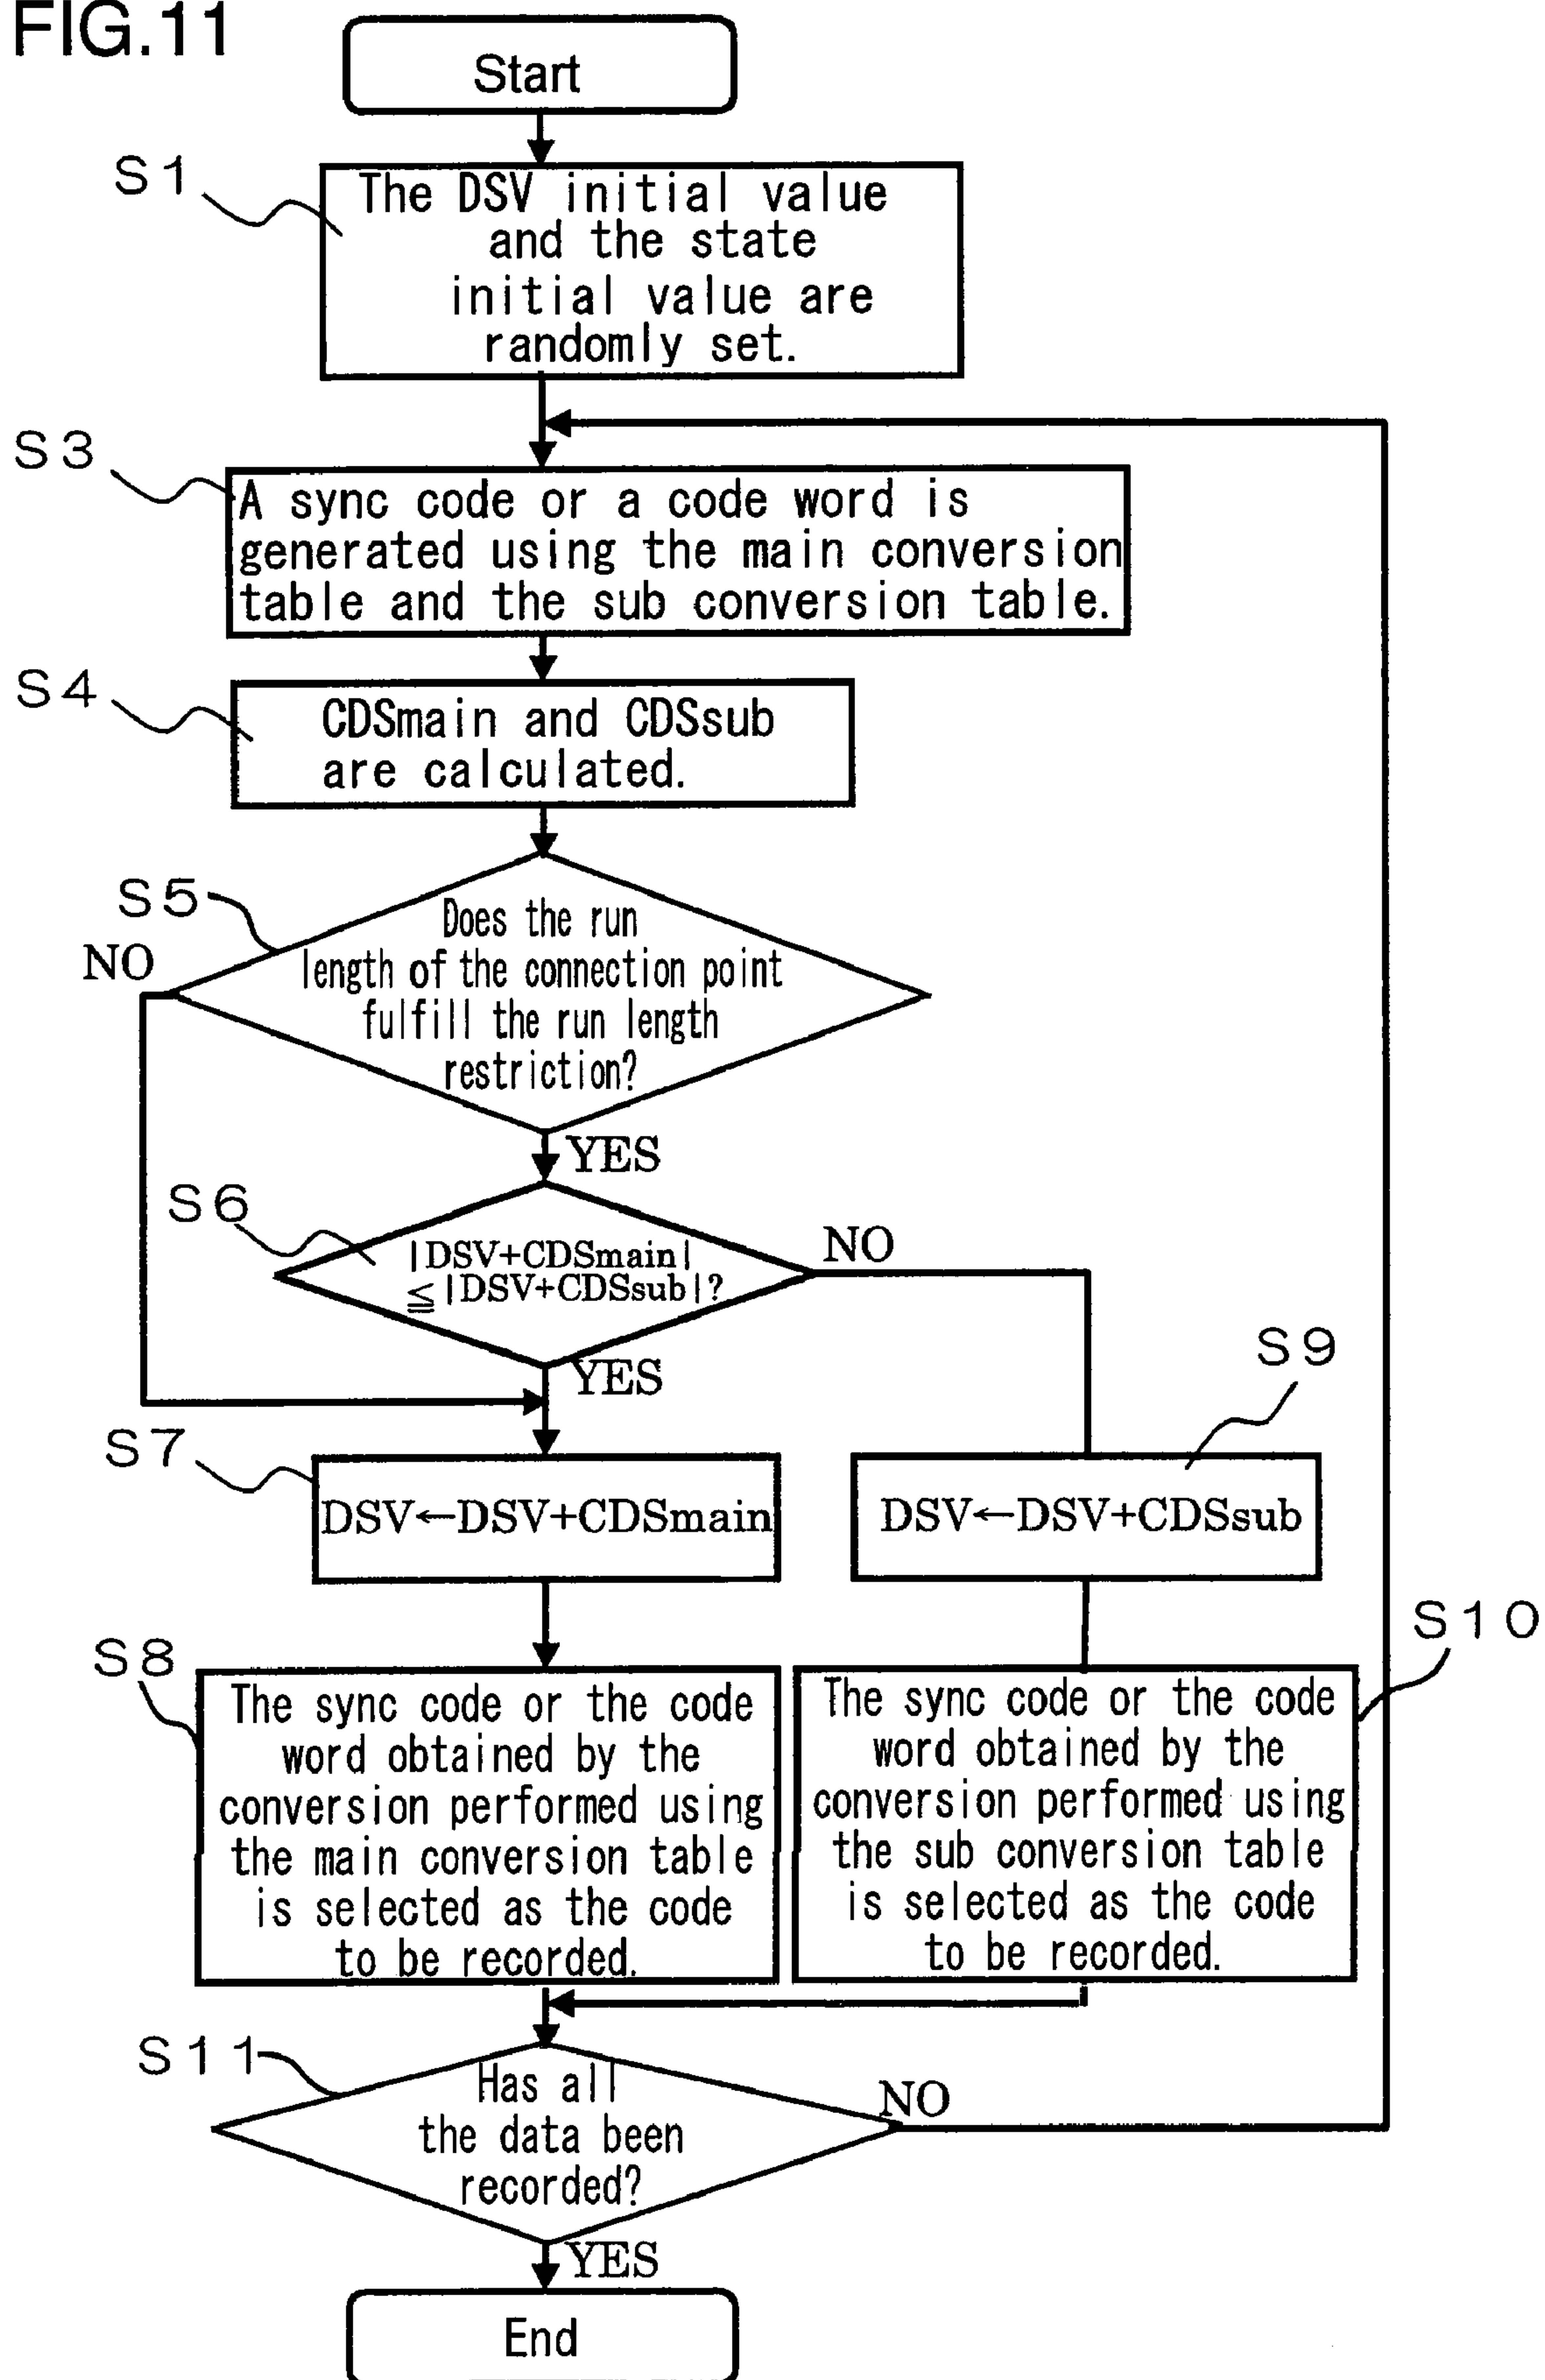 FIG.11
Start
S1
The DSV initial value
and the state
initial value are
randomly set.
S3
A sync code or a code word is
generated using the main conversion
table and the sub conversion table.
S4
CDSmain and CDSsub
are calculated.
S5
Does the run
length of the connection point
fulfill the run length
restriction?
NO
YES
S6
|DSV+CDSmain|
≦|DSV+CDSsub|?
NO
YES
S7
DSV←DSV+CDSmain
S9
DSV←DSV+CDSsub
S8
The sync code or the code
word obtained by the
conversion performed using
the main conversion table
is selected as the code
to be recorded.
S10
The sync code or the code
word obtained by the
conversion performed using
the sub conversion table
is selected as the code
to be recorded.
S11
Has all
the data been
recorded?
NO
YES
End